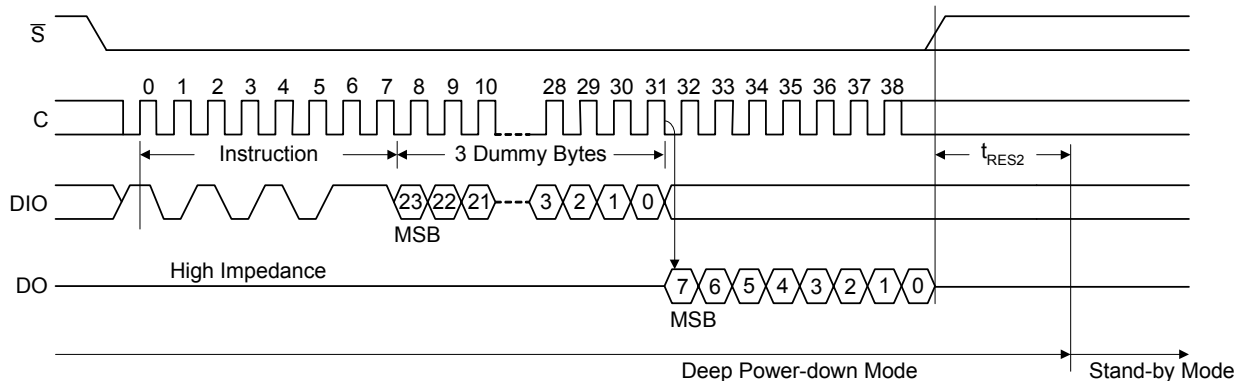 S
0 1 2 3 4 5 6 7 8 9 10 28 29 30 31 32 33 34 35 36 37 38
C
Instruction 3 Dummy Bytes tRES2
DIO 23 22 21 3 2 1 0
MSB
High Impedance
DO 7 6 5 4 3 2 1 0
MSB
Deep Power-down Mode Stand-by Mode